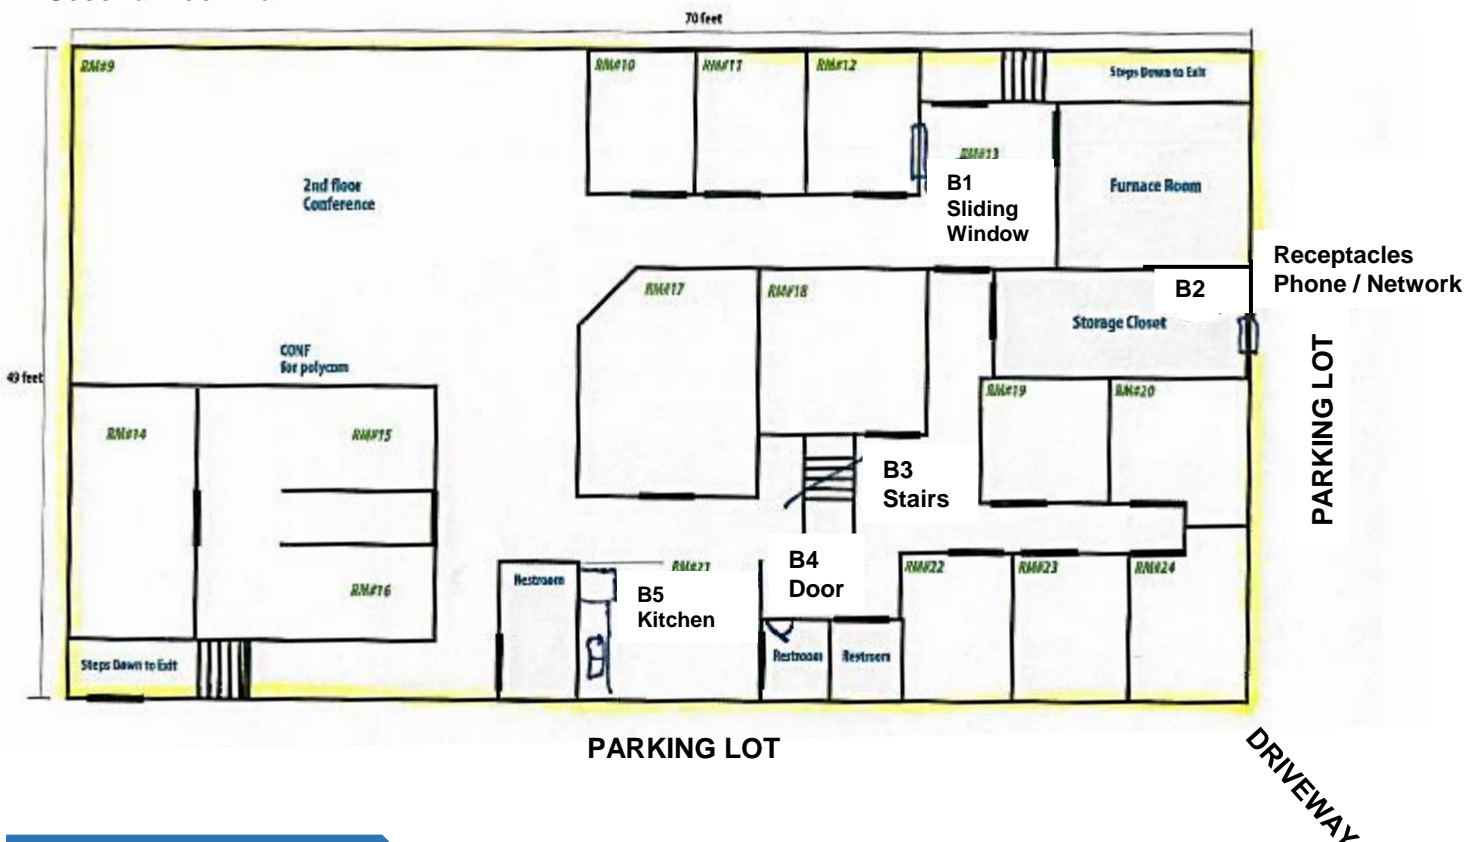 70 feet
RM#9
RM#10
RM#11
RM#12
Steps Down to Exit
RM#13
2nd floor
Conference
B1
Sliding
Window
Furnace Room
Receptacles
Phone / Network
RM#17
RM#18
B2
Storage Closet
CONF
for polycom
49 feet
PARKING LOT
RM#14
RM#15
RM#19
RM#20
B3
Stairs
B4
Door
RM#16
Restroom
RM#21
B5
Kitchen
RM#22
RM#23
RM#24
Steps Down to Exit
Restroom
Restroom
PARKING LOT
DRIVEWAY